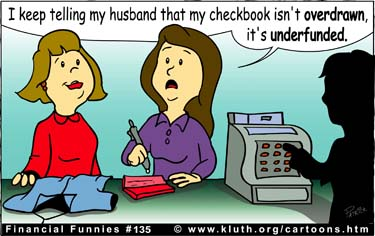 I keep telling my husband that my checkbook isn't overdrawn,
it's underfunded.
Financial Funnies #135 © www.kluth.org/cartoons.htm